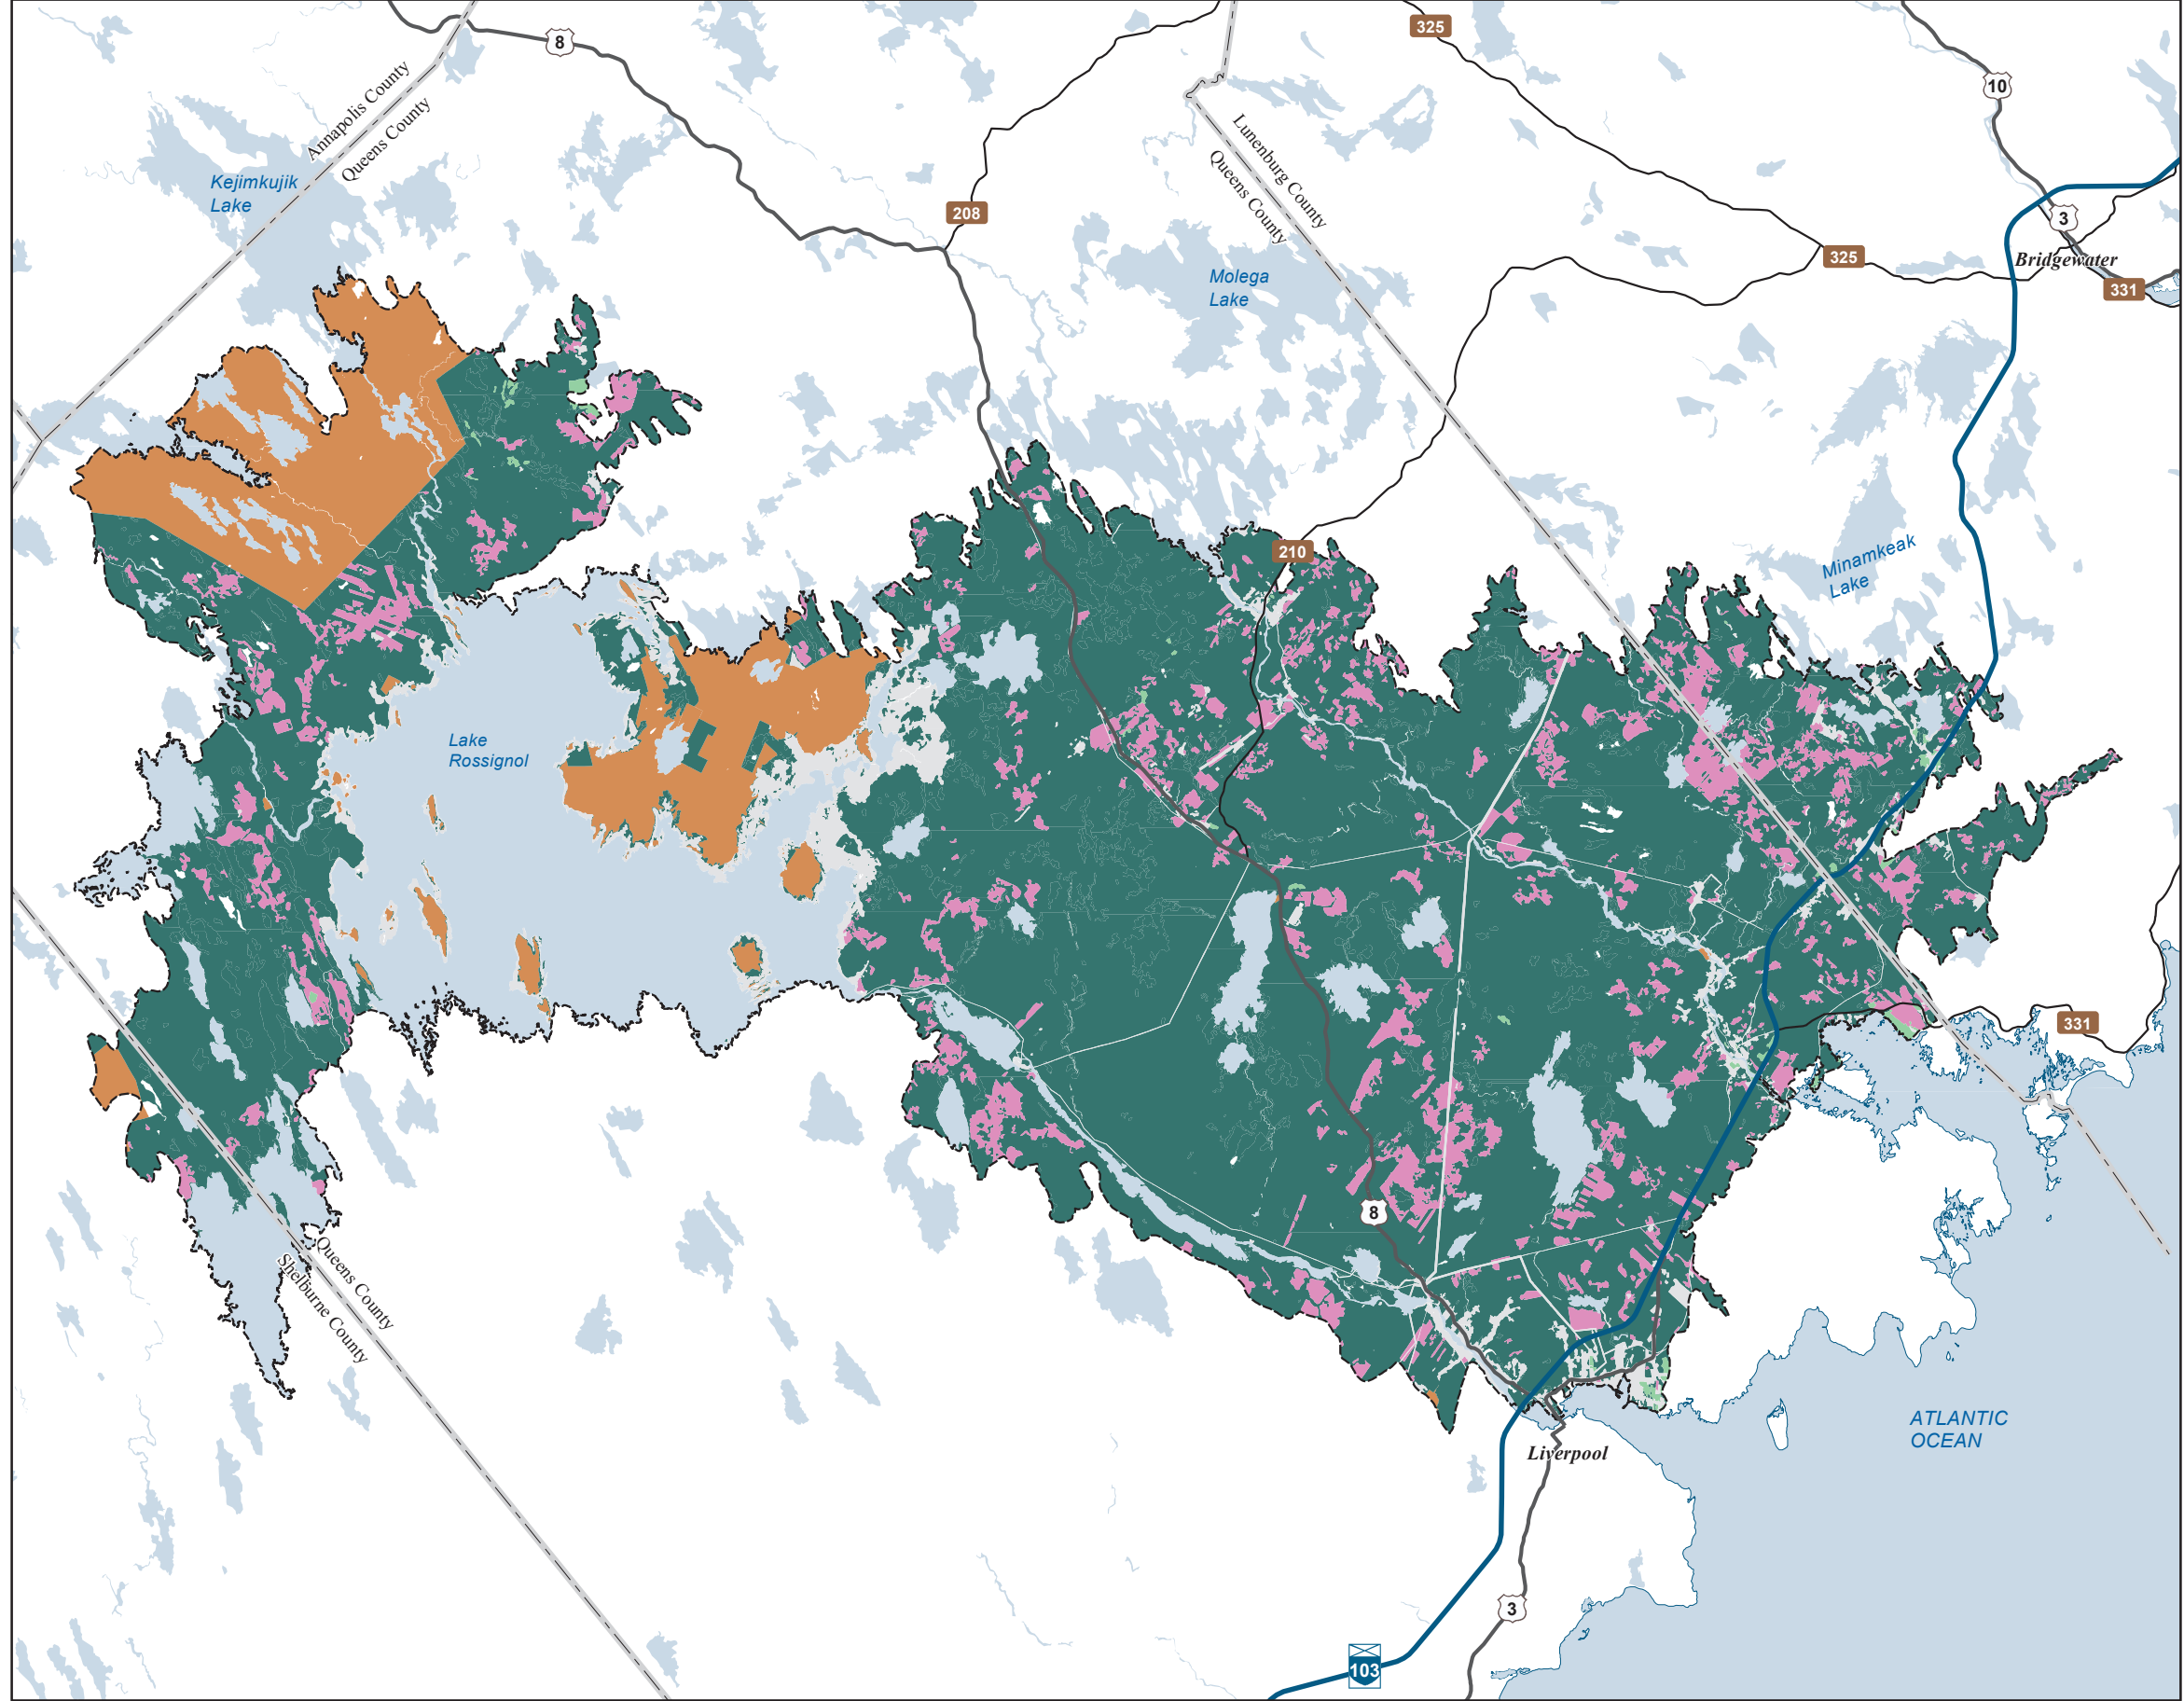 325
8
10
Annapolis County
Queens County
Lunenburg County
Queens County
Kejimkujik
Lake
208
3
325
Bridgewater
331
Molega
Lake
210
Minamkeak
Lake
Lake
Rossignol
331
8
Queens County
Shelburne County
ATLANTIC
OCEAN
Liverpool
3
103